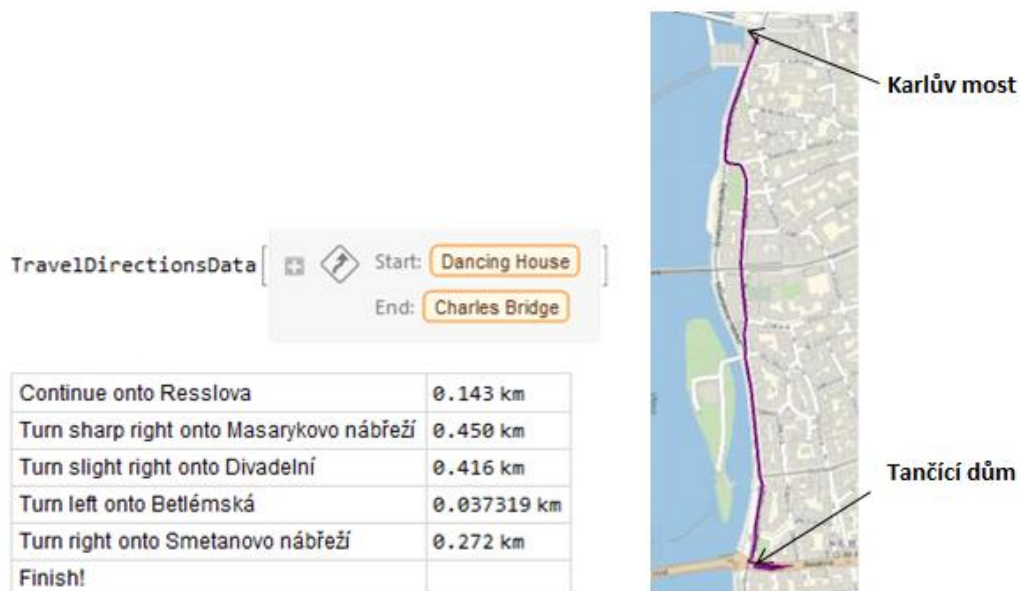 Karlův most
TravelDirectionsData[
Start: Dancing House
]
End: Charles Bridge
Continue onto Resslova 0.143 km
Turn sharp right onto Masarykovo nábřeží 0.450 km
Turn slight right onto Divadelní 0.416 km
Turn left onto Betlémská 0.037319 km
Turn right onto Smetanovo nábřeží 0.272 km
Finish!
Tančící dům